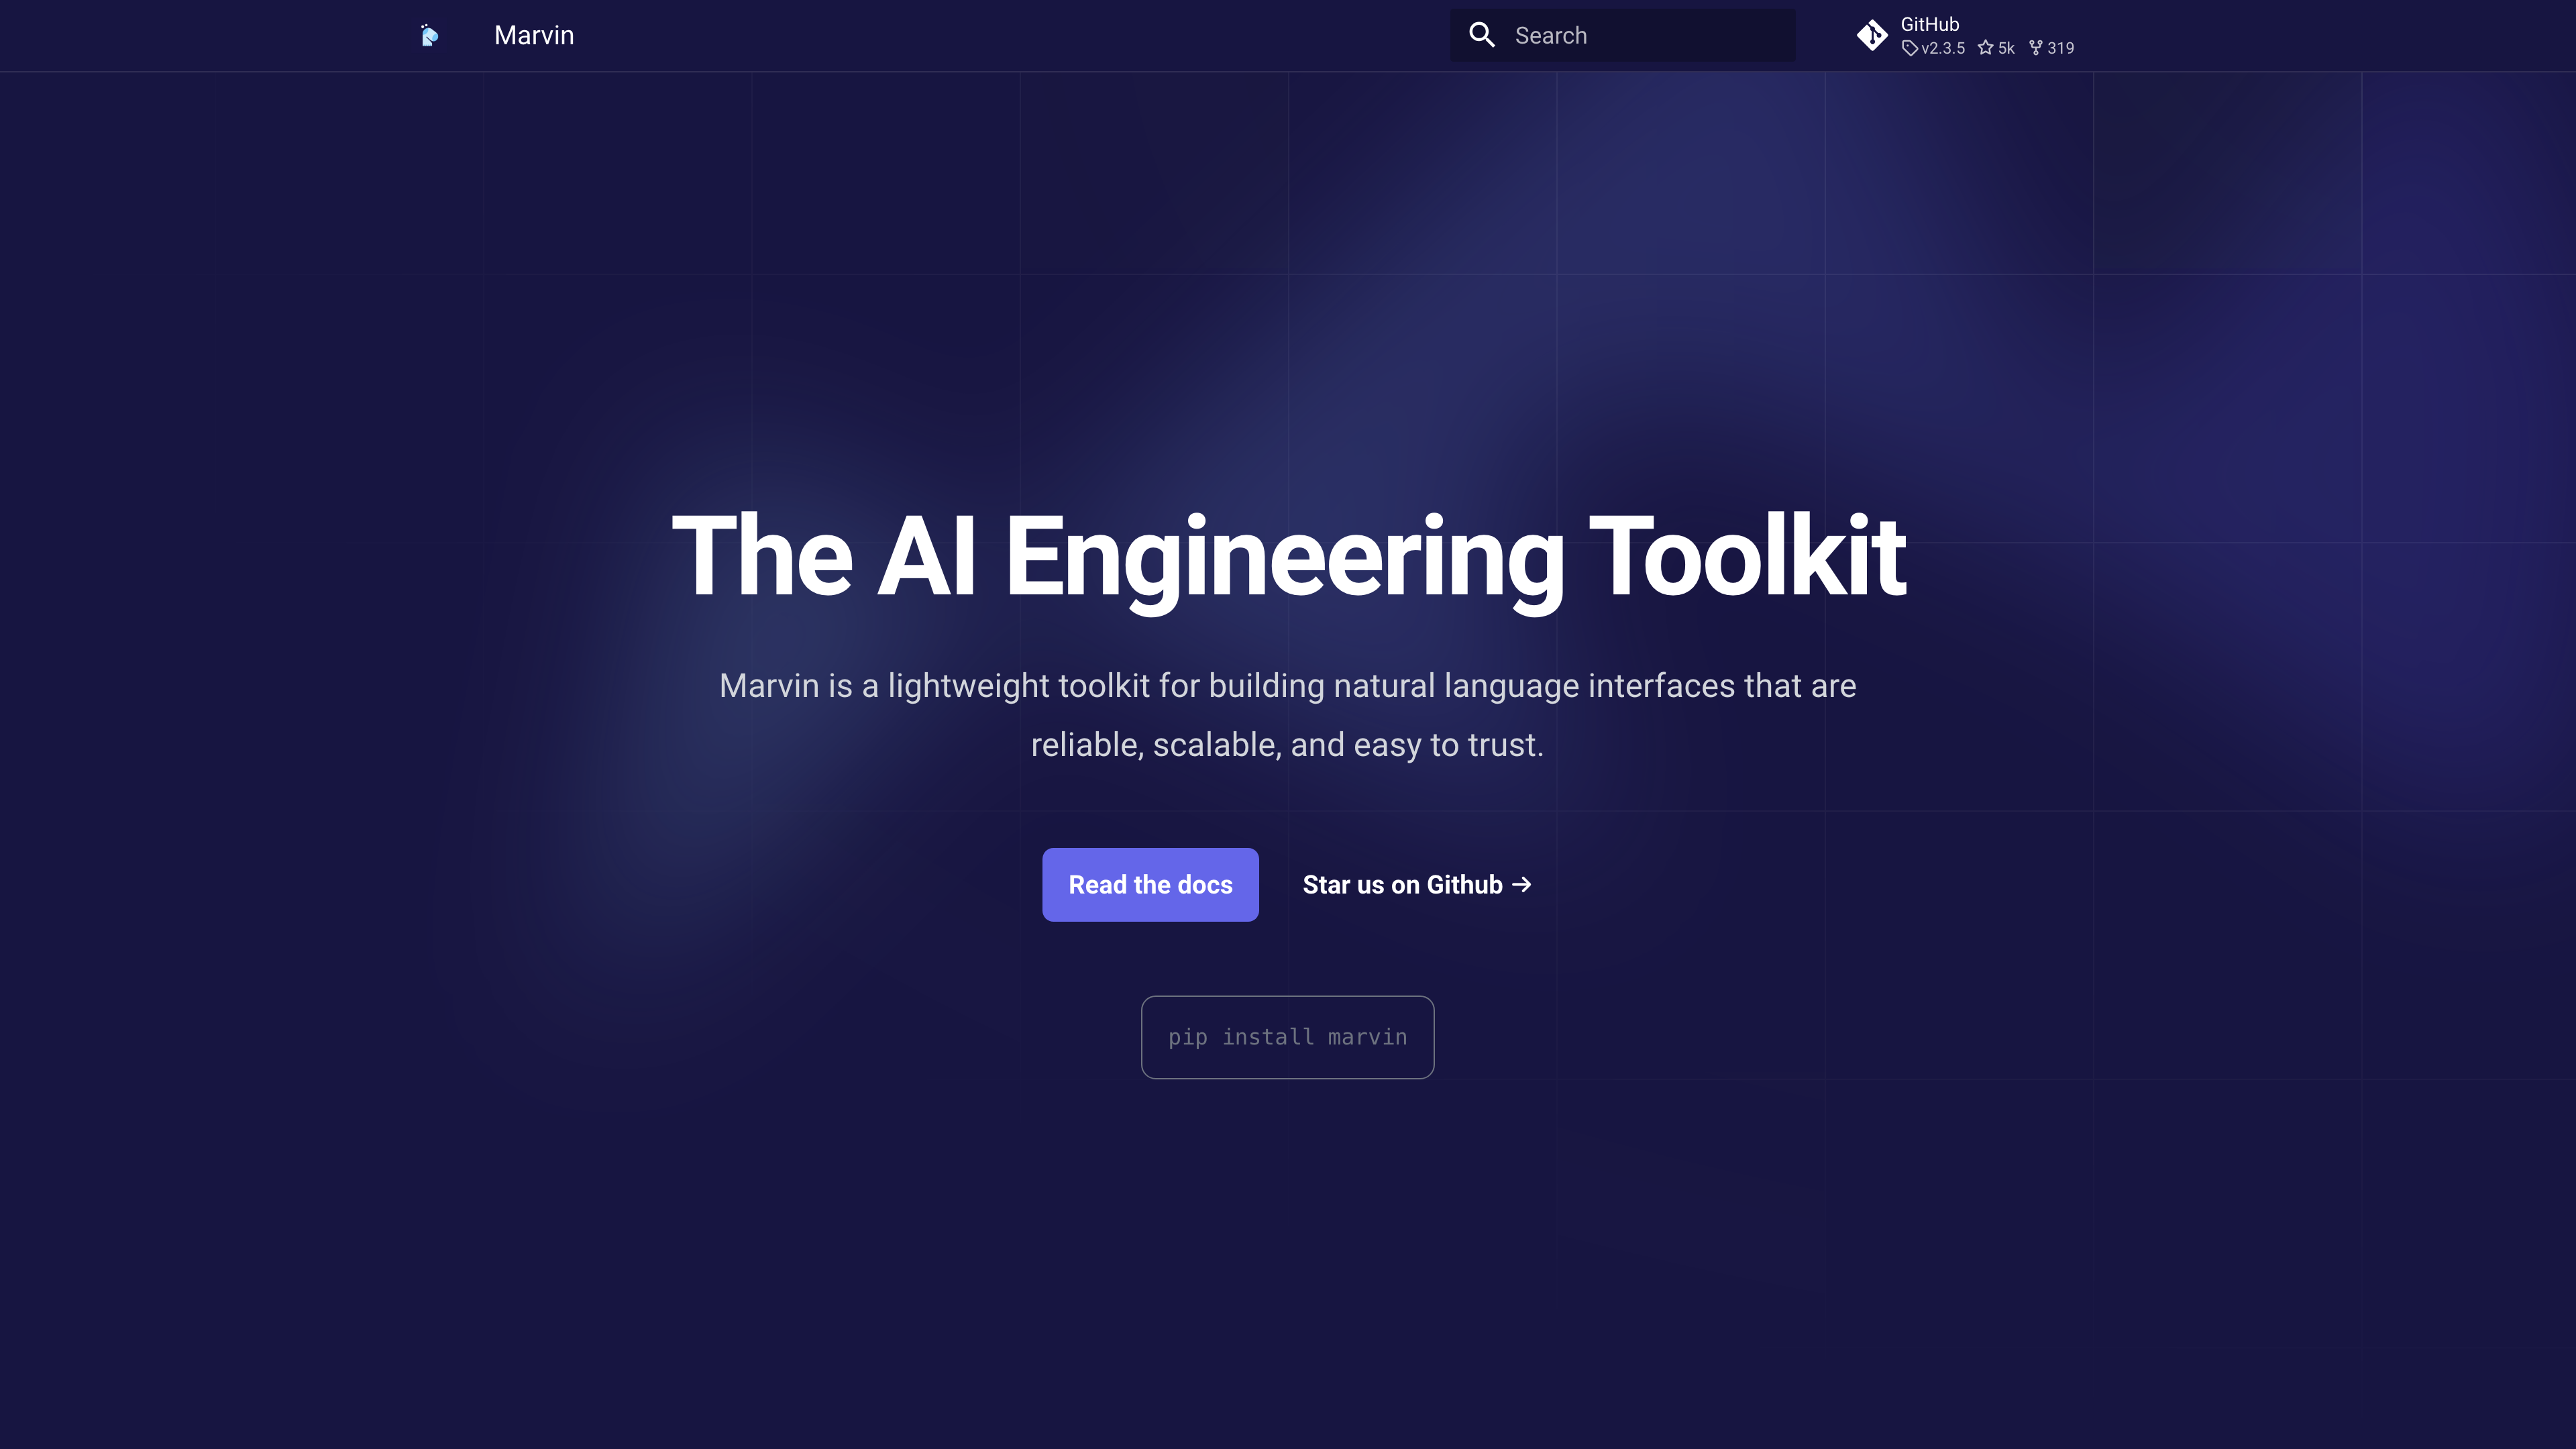 Marvin
Search
GitHub
v2.3.5 5k 319
The AI Engineering Toolkit
Marvin is a lightweight toolkit for building natural language interfaces that are
reliable, scalable, and easy to trust.
Read the docs
Star us on Github →
pip install marvin